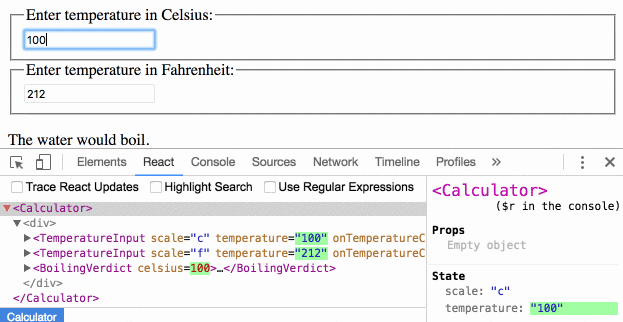 Enter temperature in Celsius:
100
Enter temperature in Fahrenheit:
212
The water would boil.
Elements React Console Sources Network Timeline Profiles »
Trace React Updates Highlight Search Use Regular Expressions
<Calculator>
<div>
<TemperatureInput scale="c" temperature="100" onTemperatureC
<TemperatureInput scale="f" temperature="212" onTemperatureC
<BoilingVerdict celsius=100>…</BoilingVerdict>
</div>
</Calculator>
Calculator
<Calculator>
($r in the console)
Props
Empty object
State
scale: "c"
temperature: "100"